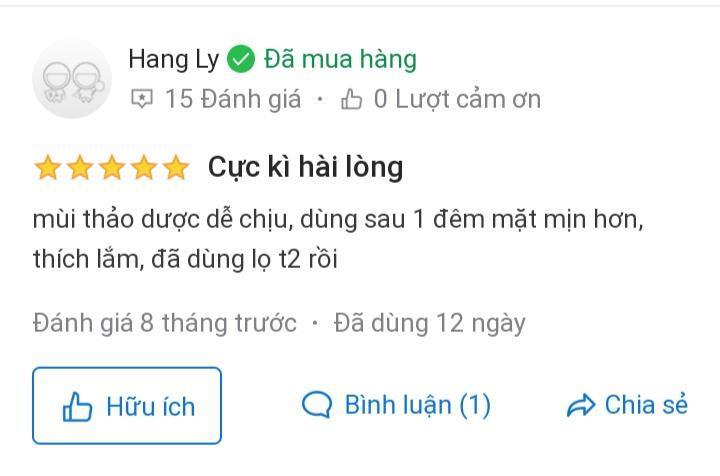 Hang Ly Đã mua hàng
15 Đánh giá · 0 Lượt cảm ơn
Cực kì hài lòng
mùi thảo dược dễ chịu, dùng sau 1 đêm mặt mịn hơn,
thích lắm, đã dùng lọ t2 rồi
Đánh giá 8 tháng trước · Đã dùng 12 ngày
Hữu ích Bình luận (1) Chia sẻ